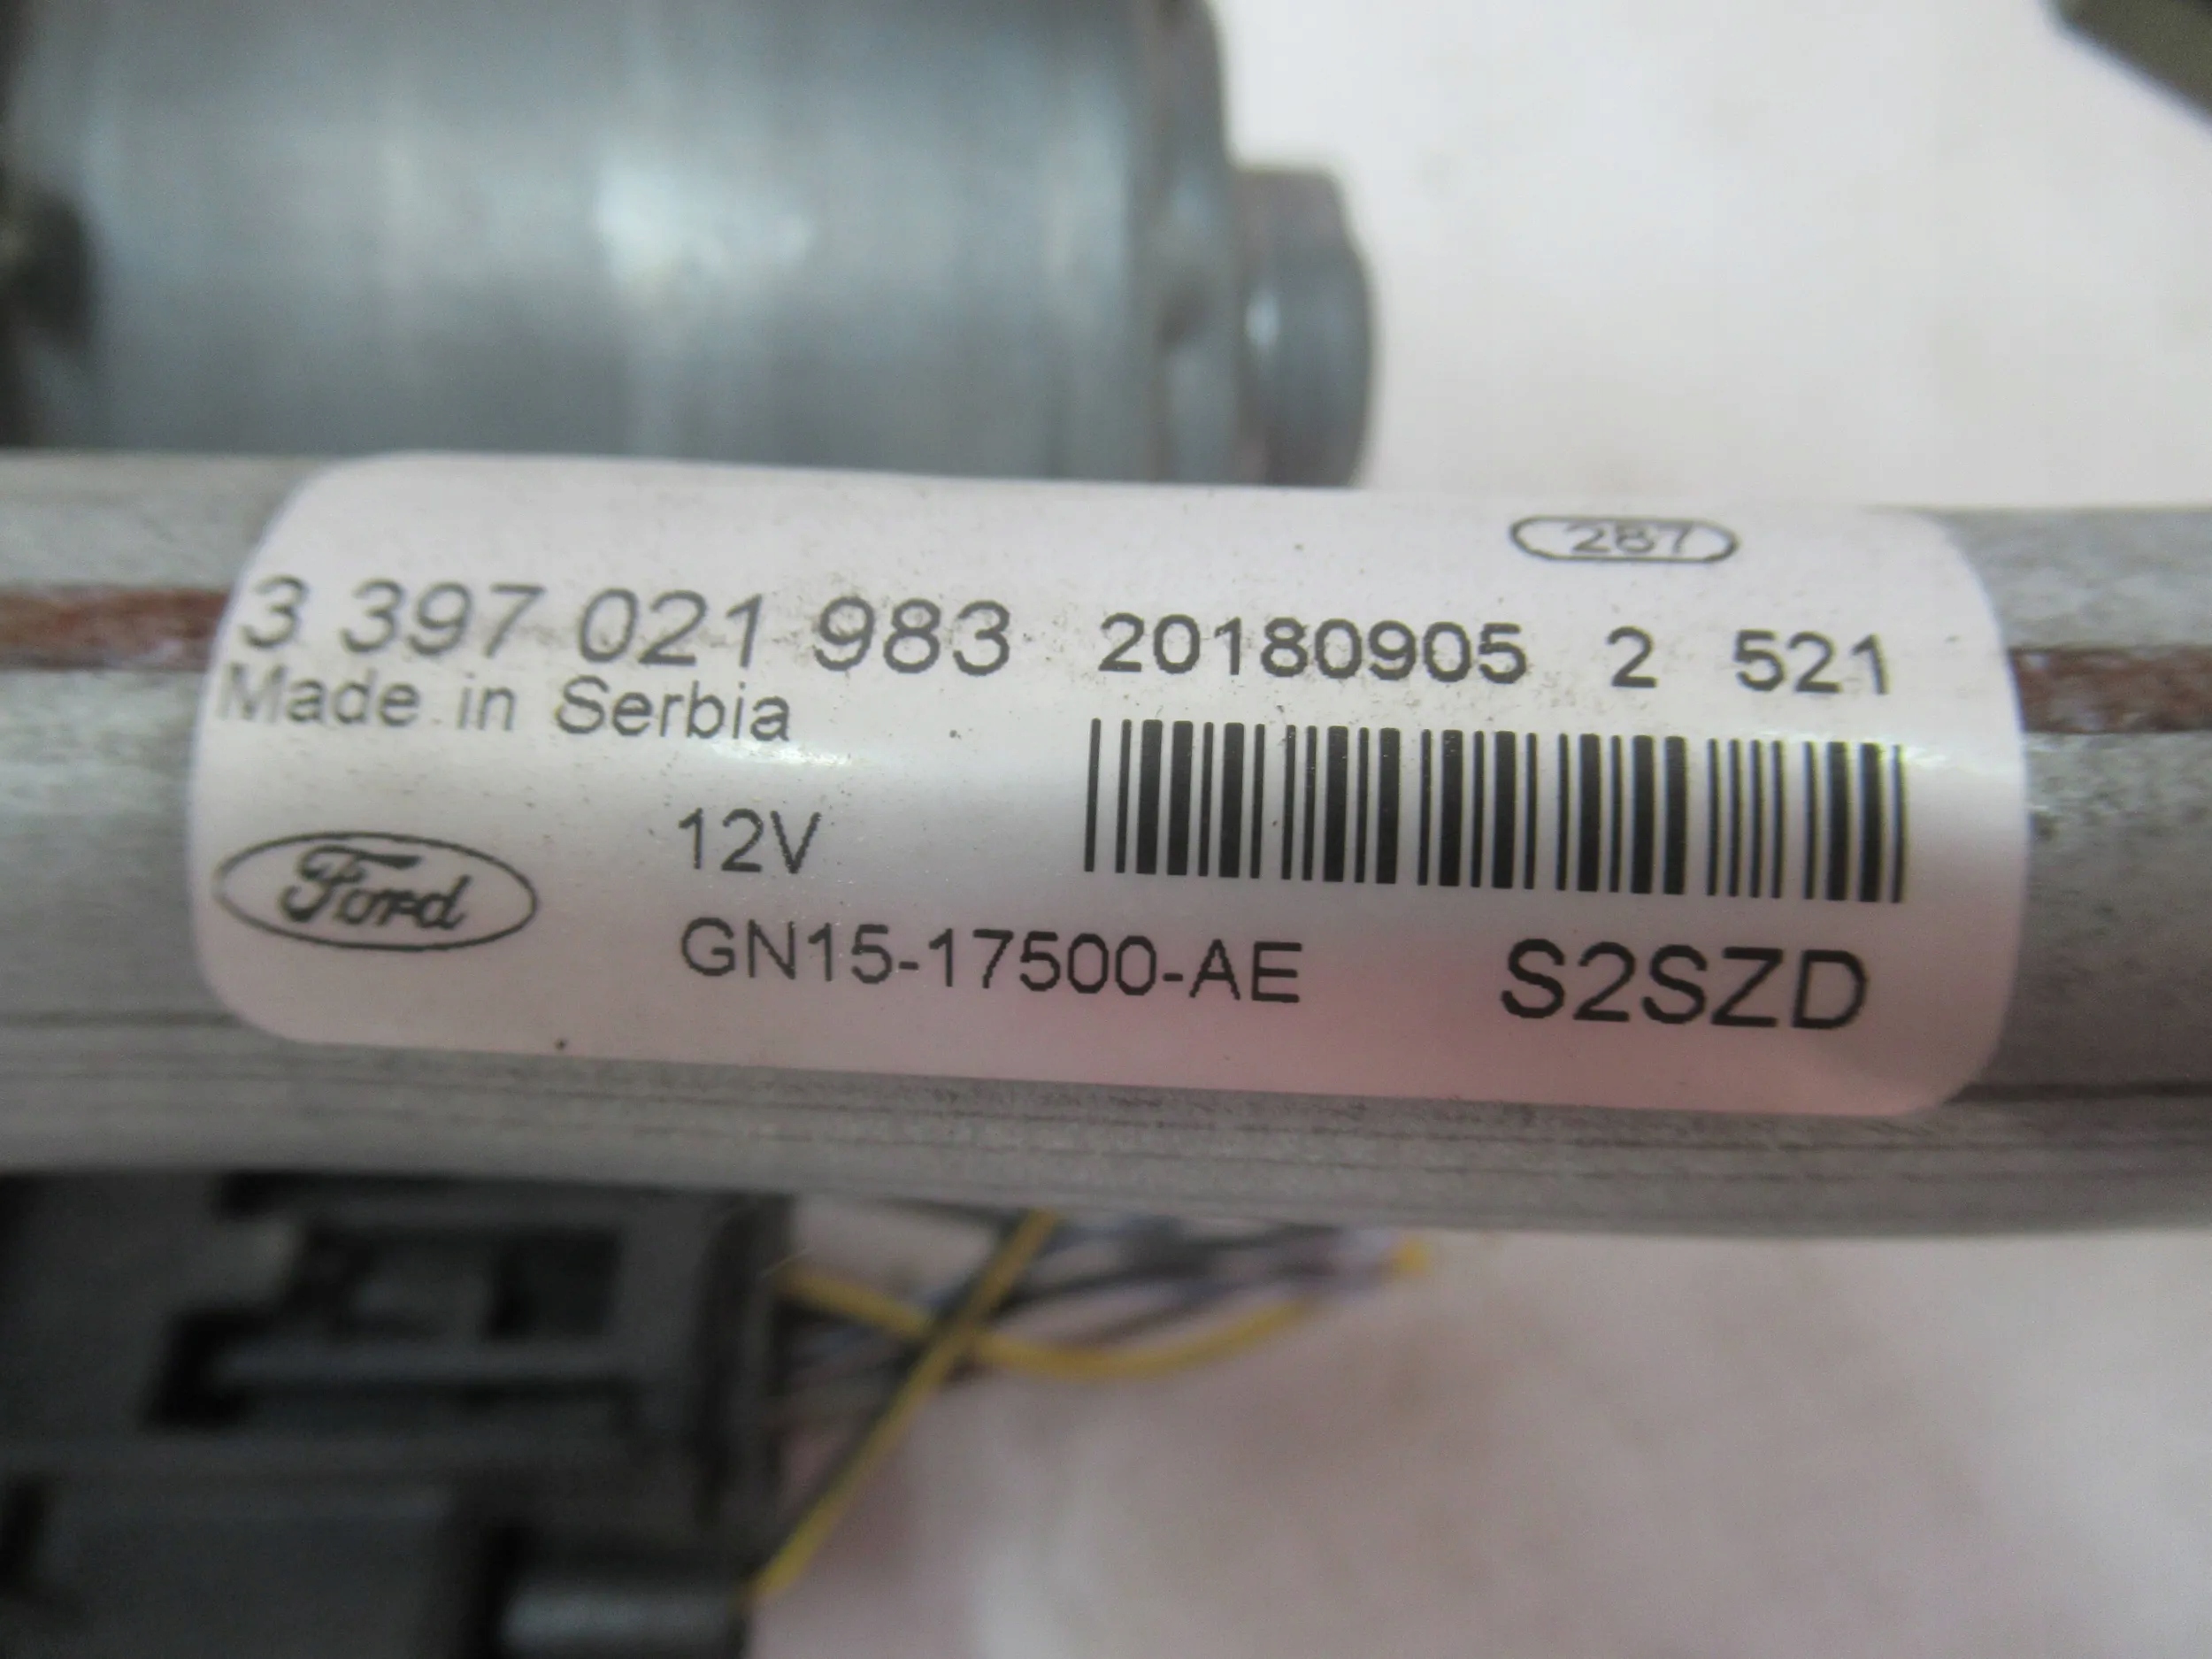 287
3 397 021 983 20180905 2 521
Made in Serbia
12V
Ford
GN15-17500-AE S2SZD